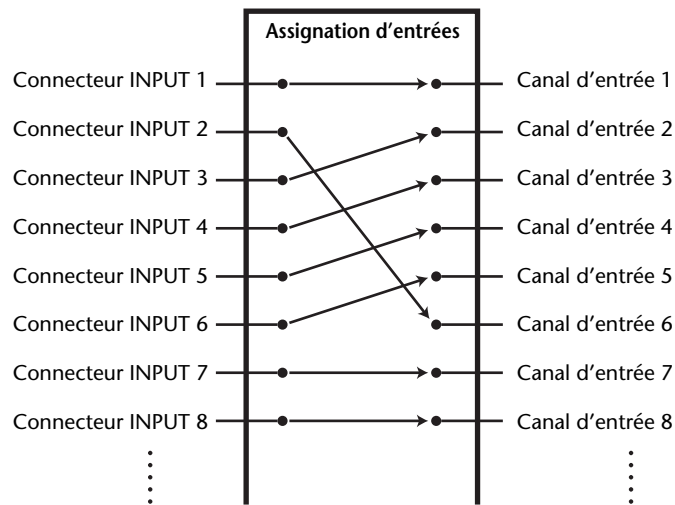 Assignation d’entrées
Connecteur INPUT 1
Canal d’entrée 1
Connecteur INPUT 2
Canal d’entrée 2
Connecteur INPUT 3
Canal d’entrée 3
Connecteur INPUT 4
Canal d’entrée 4
Connecteur INPUT 5
Canal d’entrée 5
Connecteur INPUT 6
Canal d’entrée 6
Connecteur INPUT 7
Canal d’entrée 7
Connecteur INPUT 8
Canal d’entrée 8